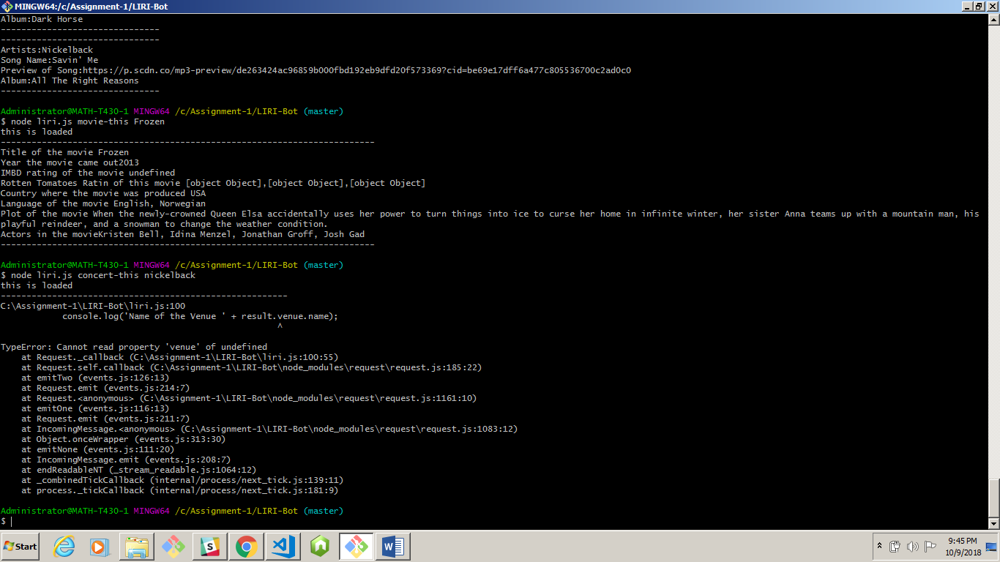 MINGW64:/c/Assignment-1/LIRI-Bot
Album:Dark Horse
-------------------------------
-------------------------------
Artists:Nickelback
Song Name:Savin' Me
Preview of Song:https://p.scdn.co/mp3-preview/de263424ac96859b000fbd192eb9dfd20f573369?cid=be69e17dff6a477c805536700c2ad0c0
Album:All The Right Reasons
-------------------------------
Administrator@MATH-T430-1 MINGW64 /c/Assignment-1/LIRI-Bot (master)
$ node liri.js movie-this Frozen
this is loaded
-------------------------------------------------------------------------
Title of the movie Frozen
Year the movie came out2013
IMBD rating of the movie undefined
Rotten Tomatoes Ratin of this movie [object Object],[object Object],[object Object]
Country where the movie was produced USA
Language of the movie English, Norwegian
Plot of the movie When the newly-crowned Queen Elsa accidentally uses her power to turn things into ice to curse her home in infinite winter, her sister Anna teams up with a mountain man, his
playful reindeer, and a snowman to change the weather condition.
Actors in the movieKristen Bell, Idina Menzel, Jonathan Groff, Josh Gad
-------------------------------------------------------------------------
Administrator@MATH-T430-1 MINGW64 /c/Assignment-1/LIRI-Bot (master)
$ node liri.js concert-this nickelback
this is loaded
--------------------------------------------------------
C:\Assignment-1\LIRI-Bot\liri.js:100
            console.log('Name of the Venue ' + result.venue.name);
                                                      ^
TypeError: Cannot read property 'venue' of undefined
    at Request._callback (C:\Assignment-1\LIRI-Bot\liri.js:100:55)
    at Request.self.callback (C:\Assignment-1\LIRI-Bot\node_modules\request\request.js:185:22)
    at emitTwo (events.js:126:13)
    at Request.emit (events.js:214:7)
    at Request.<anonymous> (C:\Assignment-1\LIRI-Bot\node_modules\request\request.js:1161:10)
    at emitOne (events.js:116:13)
    at Request.emit (events.js:211:7)
    at IncomingMessage.<anonymous> (C:\Assignment-1\LIRI-Bot\node_modules\request\request.js:1083:12)
    at Object.onceWrapper (events.js:313:30)
    at emitNone (events.js:111:20)
    at IncomingMessage.emit (events.js:208:7)
    at endReadableNT (_stream_readable.js:1064:12)
    at _combinedTickCallback (internal/process/next_tick.js:139:11)
    at process._tickCallback (internal/process/next_tick.js:181:9)
Administrator@MATH-T430-1 MINGW64 /c/Assignment-1/LIRI-Bot (master)
$
Start
9:45 PM
10/9/2018